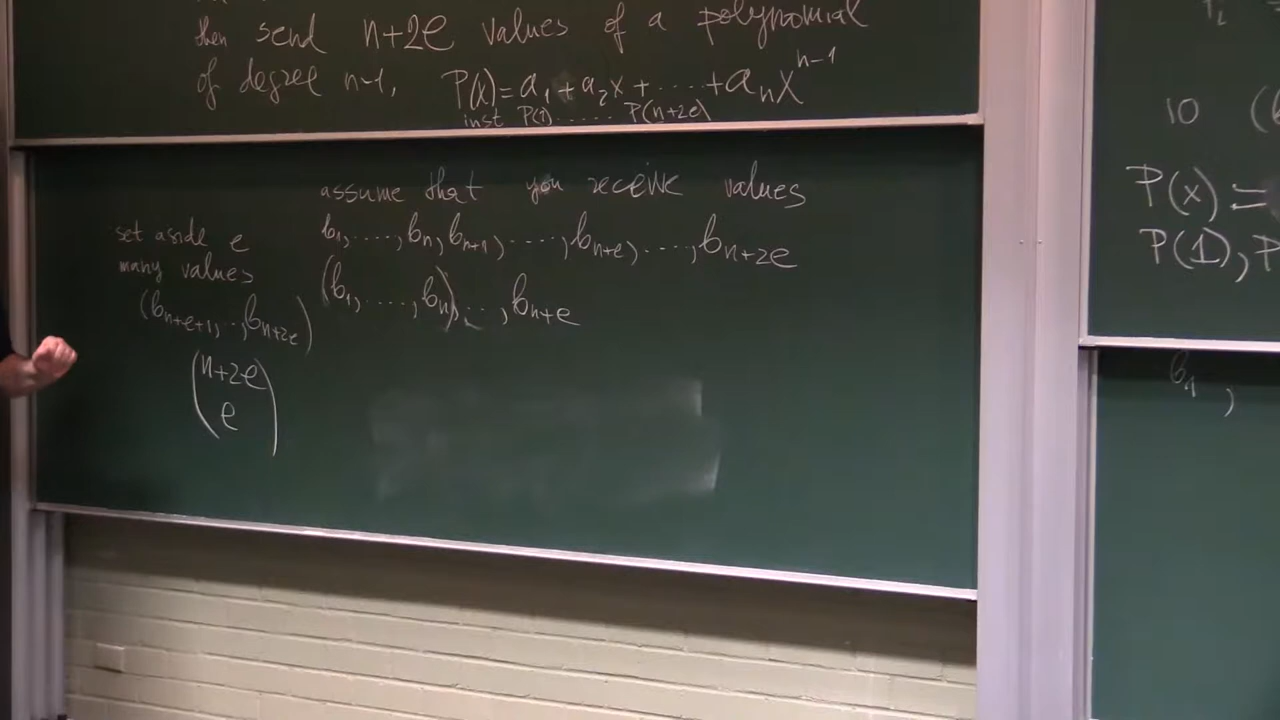 then send n+2e values of a polynomial
of degree n-1, P(x)=a₁+a₂x+....+aₙxⁿ⁻¹
inst P(1)......P(n+2e)
assume that you receive values
b₁,....,bₙ,bₙ₊₁,....,bₙ₊ₑ,....,bₙ₊₂ₑ
(b₁,....,bₙ),..,bₙ₊ₑ
set aside e
many values
(bₙ₊ₑ₊₁,..,bₙ₊₂ₑ)
(n+2e
e)
10 (
P(x)=
P(1), P
b₁,